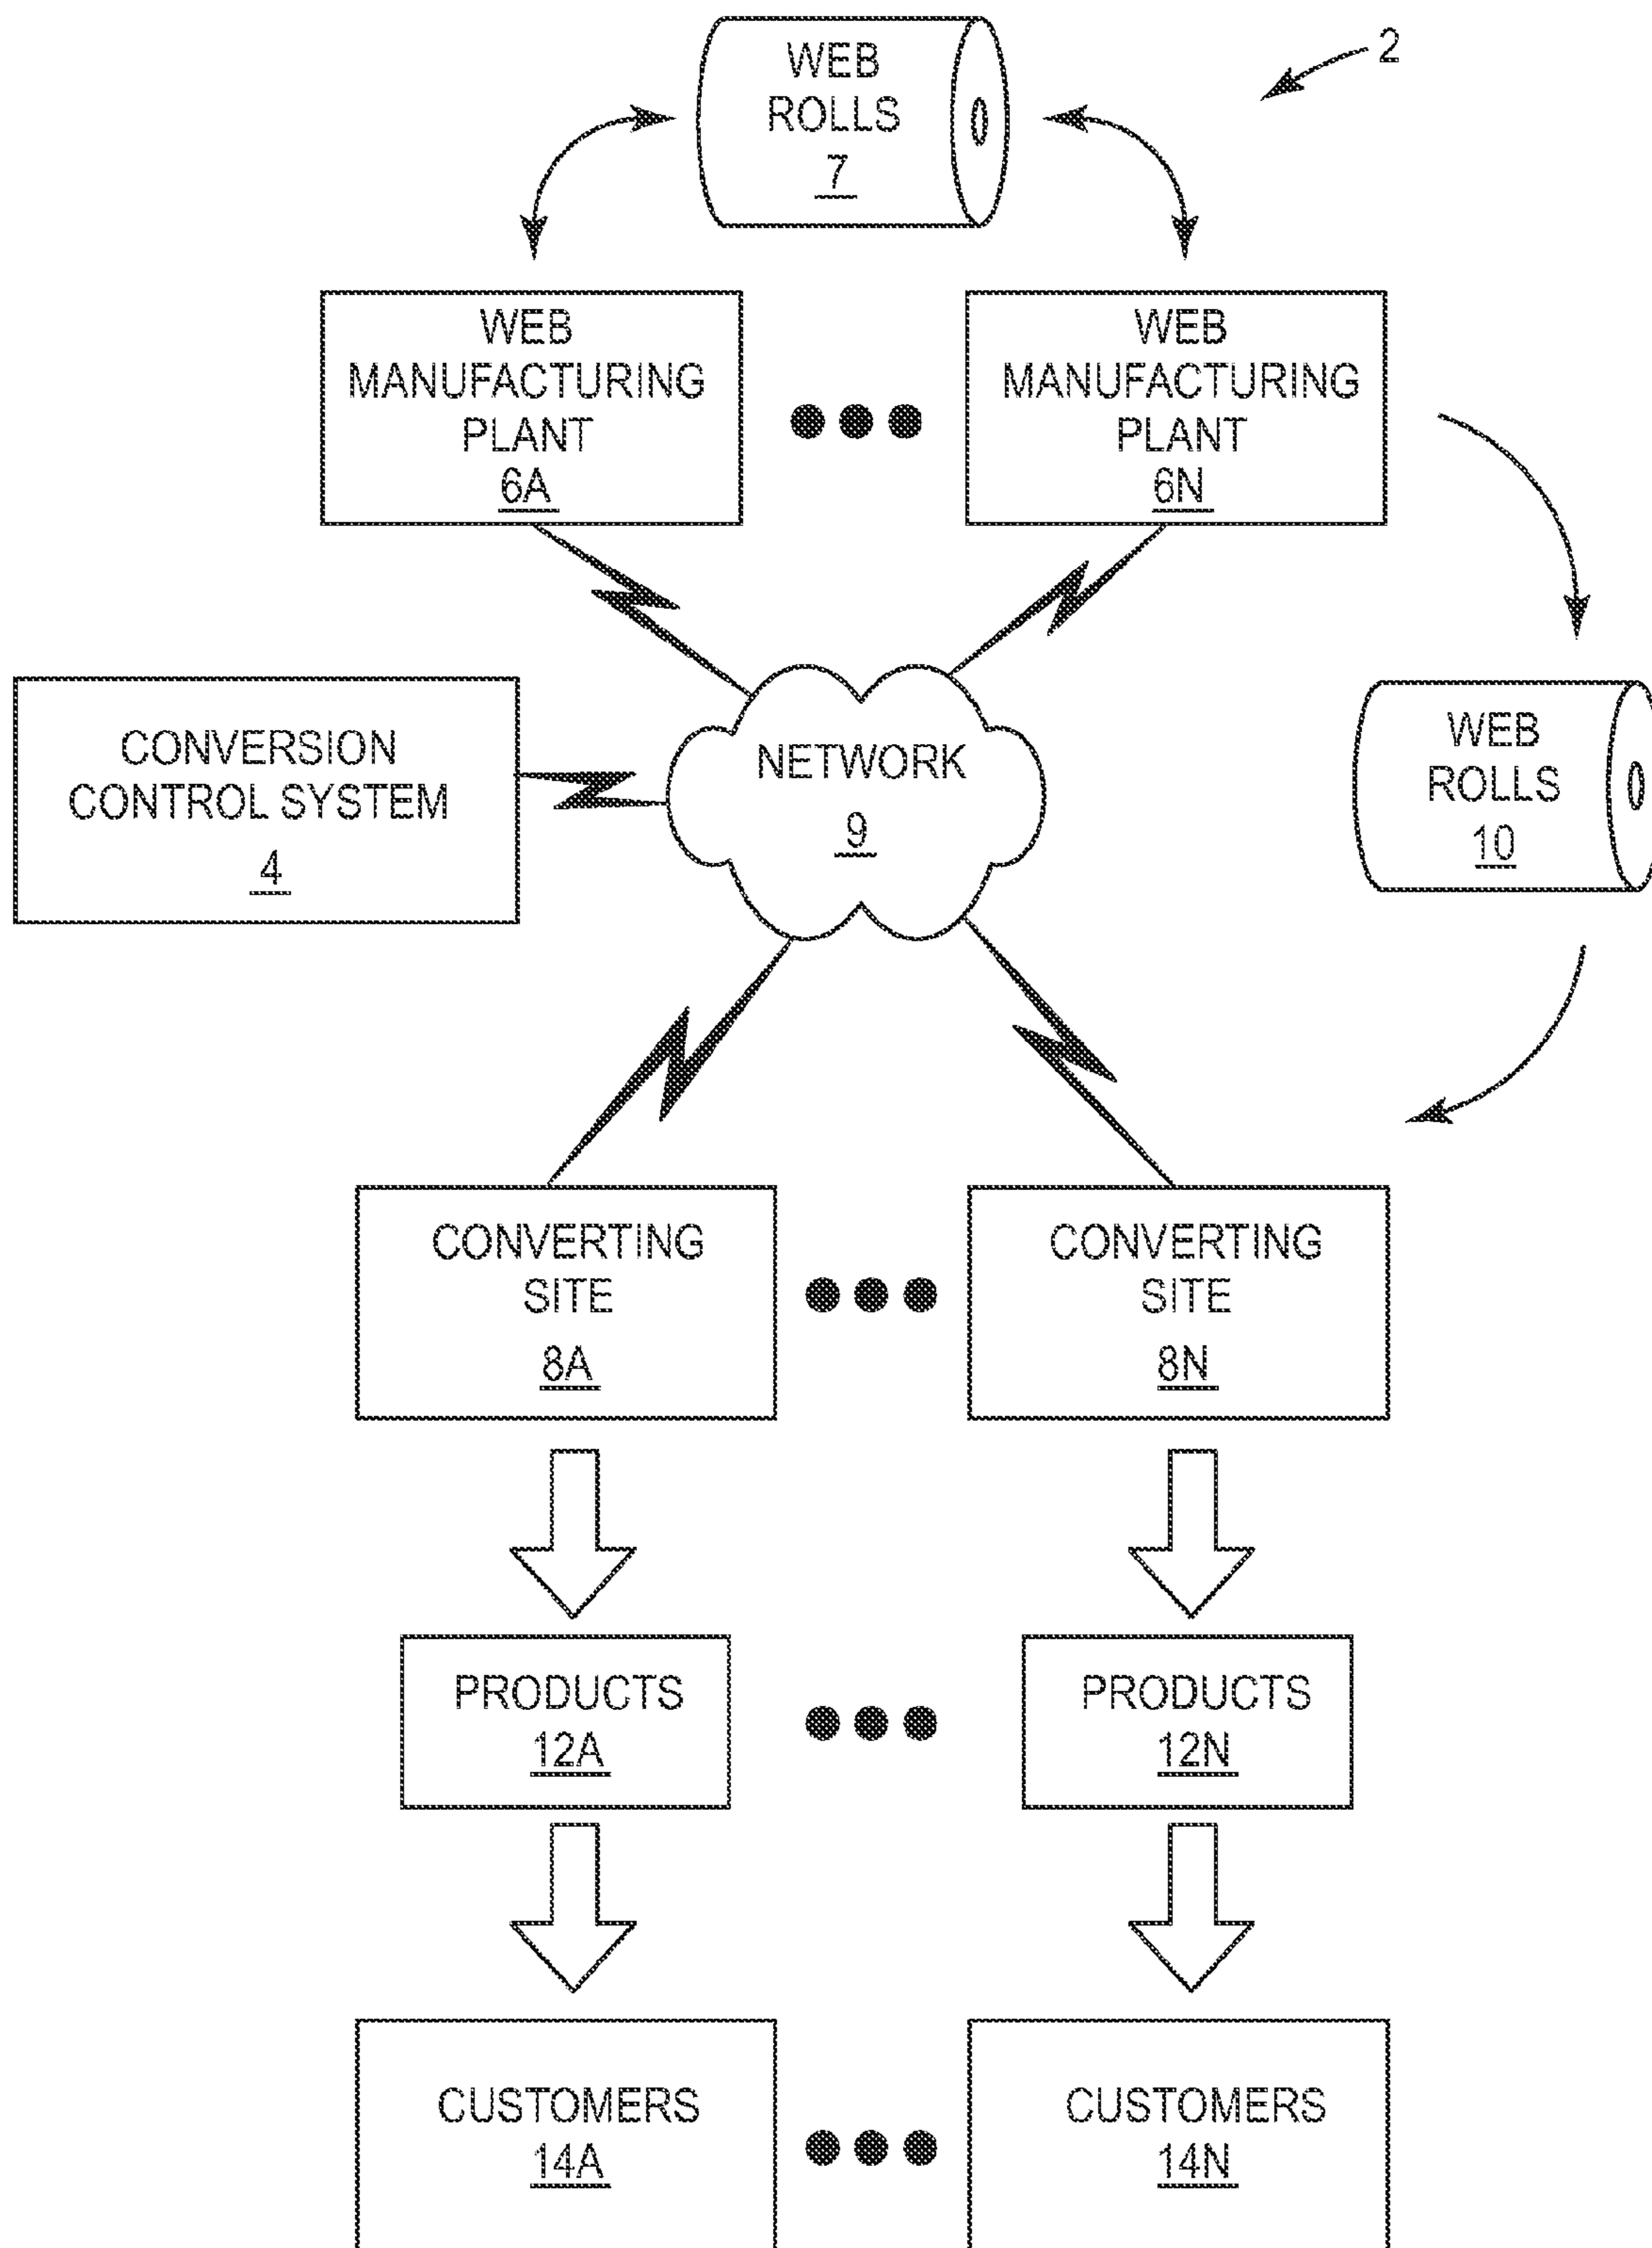 2
WEB
ROLLS
7
WEB
MANUFACTURING
PLANT
6A
WEB
MANUFACTURING
PLANT
6N
CONVERSION
CONTROL SYSTEM
4
NETWORK
9
WEB
ROLLS
10
CONVERTING
SITE
8A
CONVERTING
SITE
8N
PRODUCTS
12A
PRODUCTS
12N
CUSTOMERS
14A
CUSTOMERS
14N